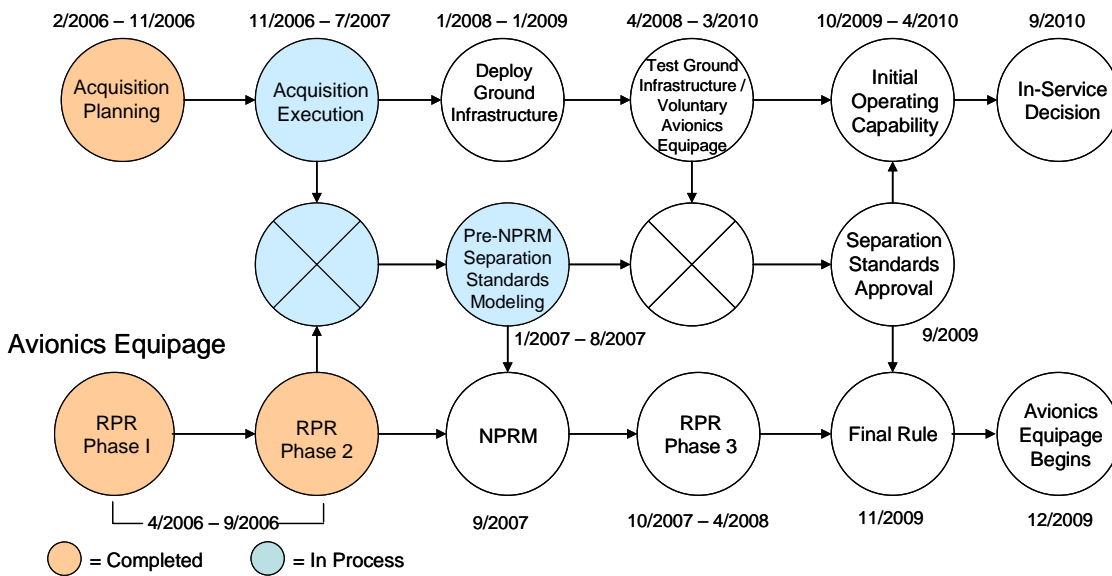 2/2006 – 11/2006
11/2006 – 7/2007
1/2008 – 1/2009
4/2008 – 3/2010
10/2009 – 4/2010
9/2010
Acquisition
Planning
Acquisition
Execution
Deploy
Ground
Infrastructure
Test Ground
Infrastructure /
Voluntary
Avionics
Equipage
Initial
Operating
Capability
In-Service
Decision
Pre-NPRM
Separation
Standards
Modeling
Separation
Standards
Approval
1/2007 – 8/2007
9/2009
Avionics Equipage
RPR
Phase I
RPR
Phase 2
NPRM
RPR
Phase 3
Final Rule
Avionics
Equipage
Begins
4/2006 – 9/2006
9/2007
10/2007 – 4/2008
11/2009
12/2009
= Completed
= In Process